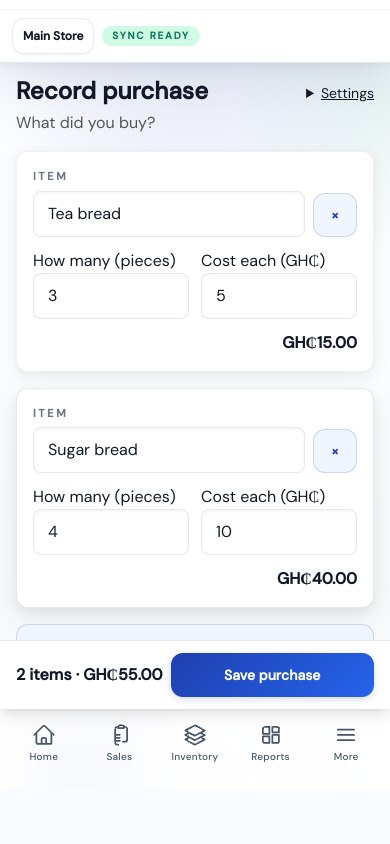 Main Store
SYNC READY
Record purchase
▶ Settings
What did you buy?
ITEM
Tea bread
×
How many (pieces)
Cost each (GH₵)
3
5
GH₵15.00
ITEM
Sugar bread
×
How many (pieces)
Cost each (GH₵)
4
10
GH₵40.00
2 items · GH₵55.00
Save purchase
Home
Sales
Inventory
Reports
More